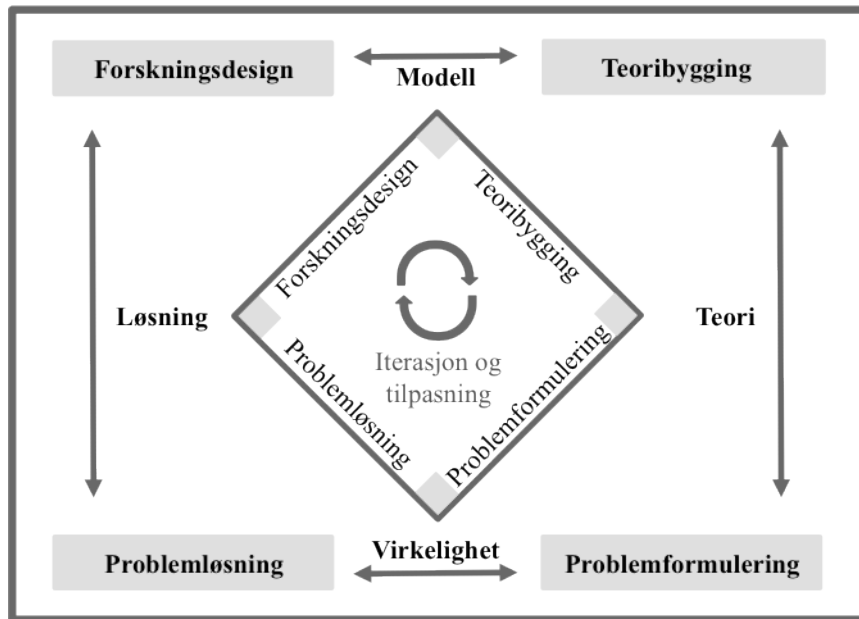 Forskningsdesign
Modell
Teoribygging
Forskningsdesign
Teoribygging
Løsning
Iterasjon og
tilpasning
Teori
Problemløsning
Problemformulering
Problemløsning
Virkelighet
Problemformulering